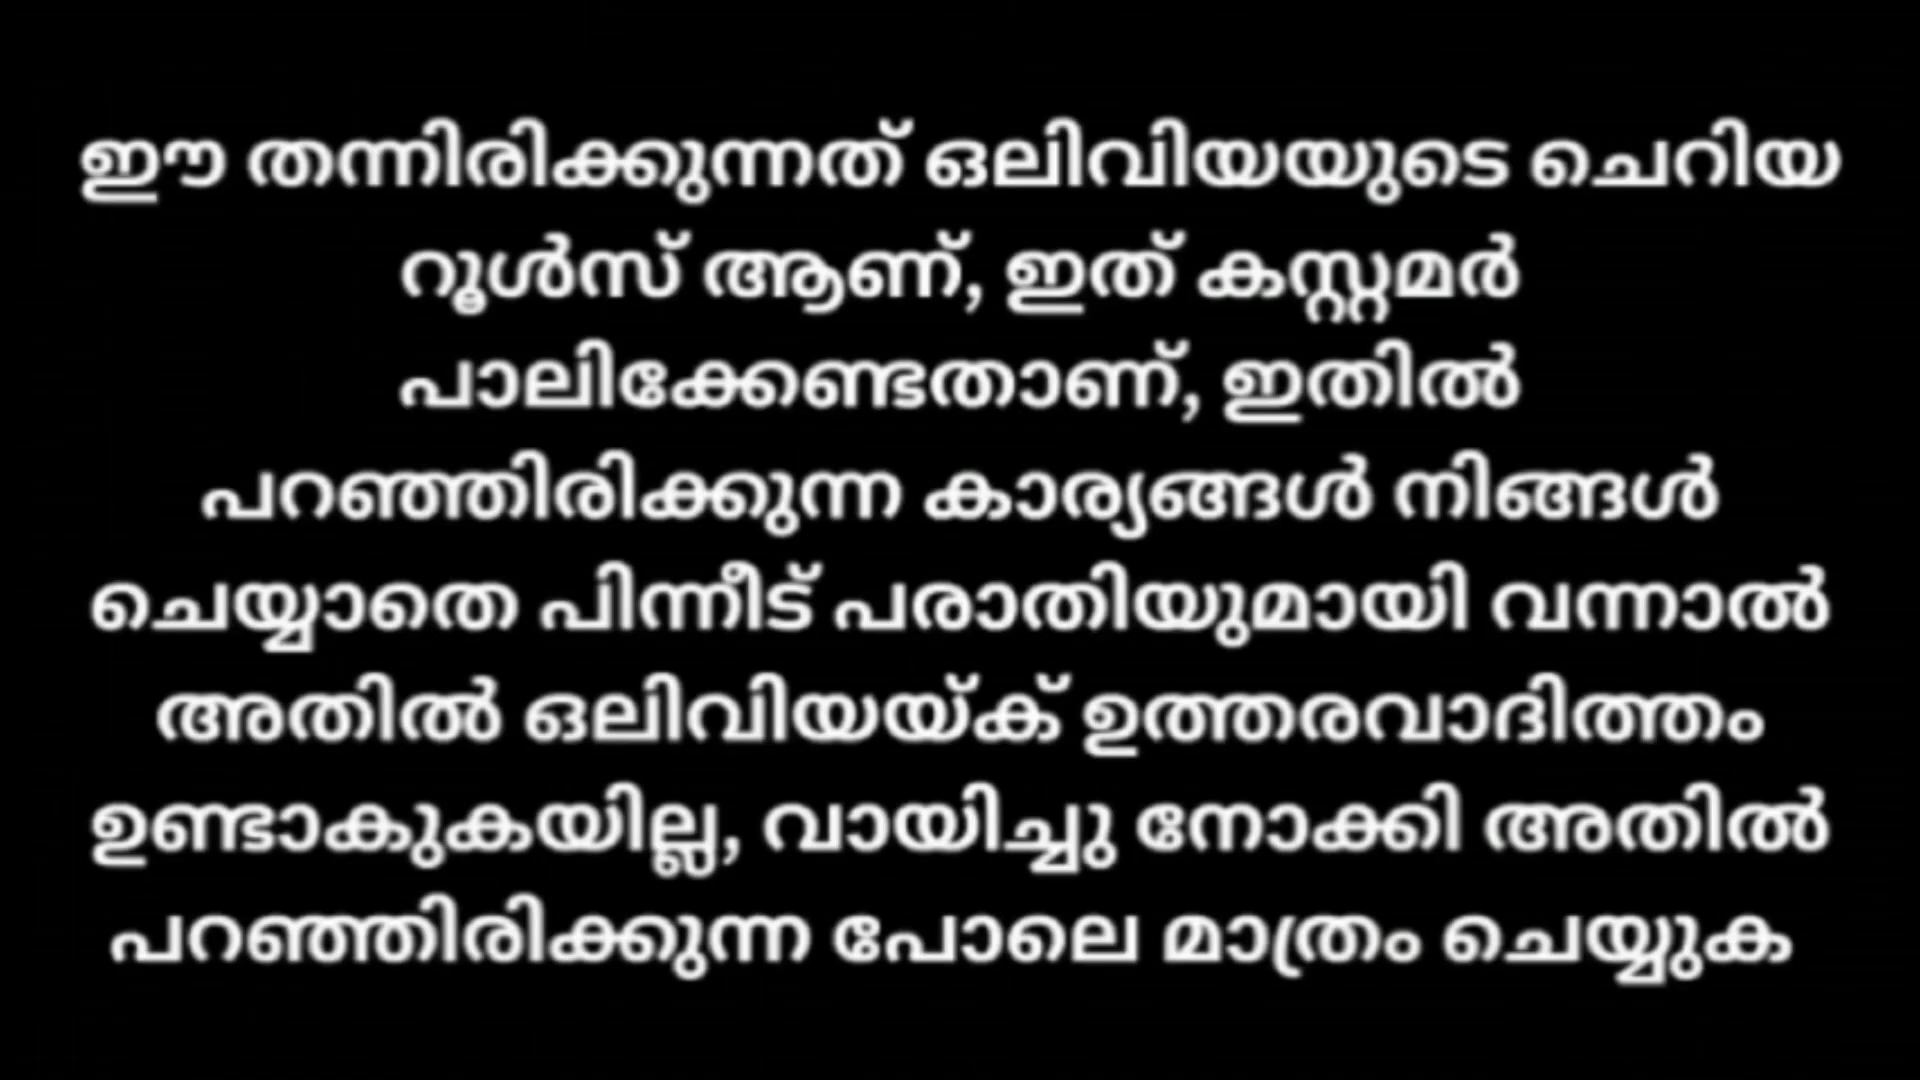 ഈ തന്നിരിക്കുന്നത് ഒലിവിയയുടെ ചെറിയ
റൂൾസ് ആണ്, ഇത് കസ്റ്റമർ
പാലിക്കേണ്ടതാണ്, ഇതിൽ
പറഞ്ഞിരിക്കുന്ന കാര്യങ്ങൾ നിങ്ങൾ
ചെയ്യാതെ പിന്നീട് പരാതിയുമായി വന്നാൽ
അതിൽ ഒലിവിയയ്ക് ഉത്തരവാദിത്തം
ഉണ്ടാകുകയില്ല, വായിച്ചു നോക്കി അതിൽ
പറഞ്ഞിരിക്കുന്ന പോലെ മാത്രം ചെയ്യുക